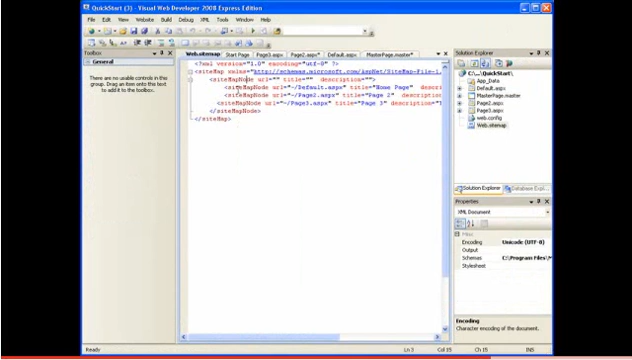 QuickStart (3) - Visual Web Developer 2008 Express Edition
File Edit View Website Build Debug XML Tools Window Help
Toolbox
General
There are no usable controls in this
group. Drag an item onto this text
to add it to the toolbox.
Web.sitemap Start Page Page3.aspx Page2.aspx* Default.aspx MasterPage.master*
<?xml version="1.0" encoding="utf-8" ?>
<siteMap xmlns="http://schemas.microsoft.com/AspNet/SiteMap-File-1.
<siteMapNode url="" title="" description="">
<siteMapNode url="~/Default.aspx" title="Home Page" descri
<siteMapNode url="~/Page2.aspx" title="Page 2" description
<siteMapNode url="~/Page3.aspx" title="Page 3" description="
</siteMapNode>
</siteMap>
Solution Explorer
C:\...\QuickStart\
App_Data
Default.aspx
MasterPage.master
Page2.aspx
Page3.aspx
web.config
Web.sitemap
Solution Explorer Database Expl...
Properties
XML Document
Misc
Encoding Unicode (UTF-8)
Output
Schemas C:\Program Files\M
Stylesheet
Encoding
Character encoding of the document.
Ready Ln 3 Col 15 Ch 15 INS